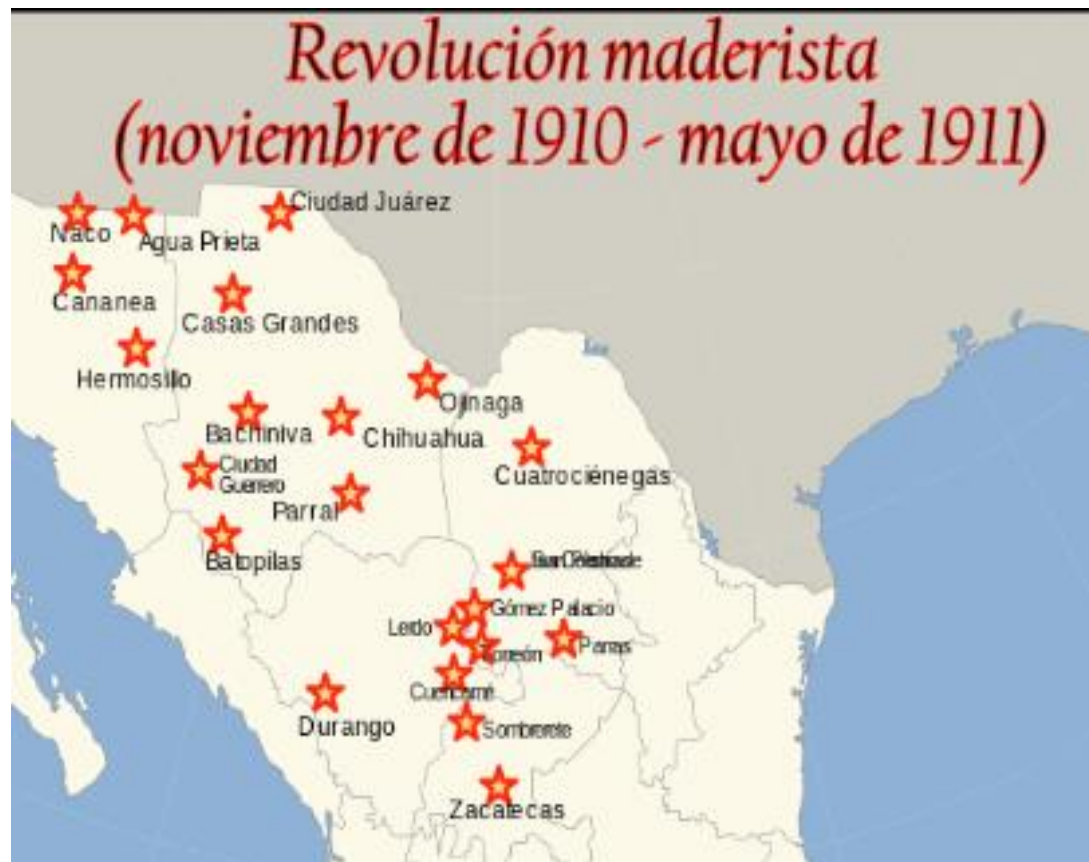 Revolución maderista
(noviembre de 1910 - mayo de 1911)
Ciudad Juárez
Naco
Agua Prieta
Cananea
Casas Grandes
Hermosillo
Ojinaga
Bachiniva
Chihuahua
Cuatrociénegas
Ciudad
Guerrero
Parral
Batopilas
Gómez Palacio
Lerdo
Parras
Torreón
Cuencamé
Durango
Sombrerete
Zacatecas